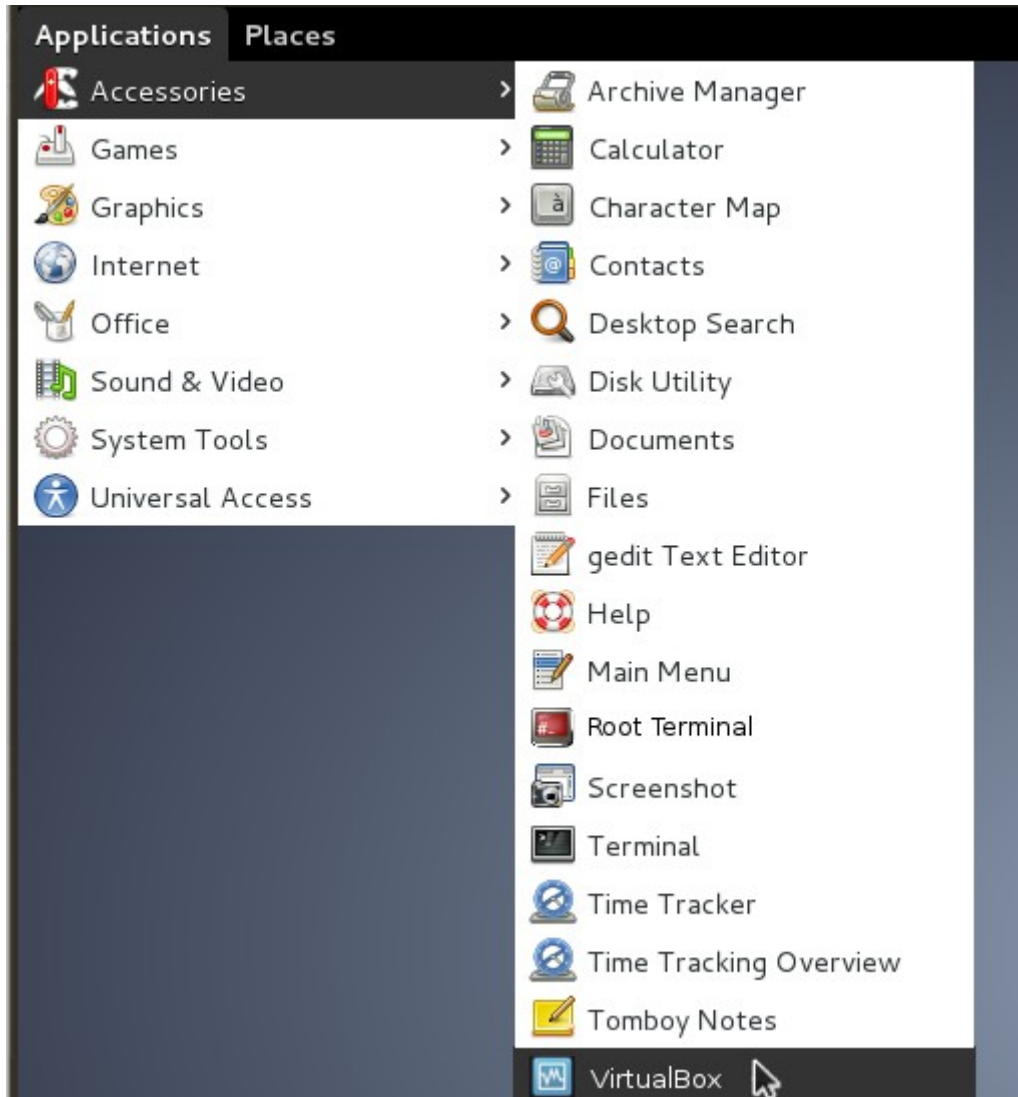 Applications Places
Accessories
Games
Graphics
Internet
Office
Sound & Video
System Tools
Universal Access
Archive Manager
Calculator
à
Character Map
@
Contacts
Desktop Search
Disk Utility
Documents
Files
gedit Text Editor
Help
Main Menu
#_
Root Terminal
Screenshot
Terminal
Time Tracker
Time Tracking Overview
Tomboy Notes
VirtualBox